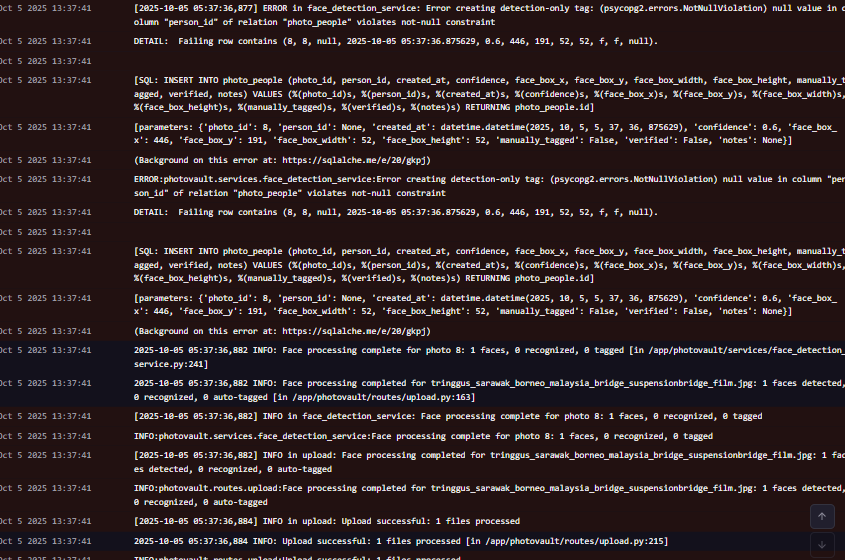 [2025-10-05 05:37:36,877] ERROR in face_detection_service: Error creating detection-only tag: (psycopg2.errors.NotNullViolation) null value in
olumn "person_id" of relation "photo_people" violates not-null constraint
Oct 5 2025 13:37:41 DETAIL:  Failing row contains (8, 8, null, 2025-10-05 05:37:36.875629, 0.6, 446, 191, 52, 52, f, f, null).
Oct 5 2025 13:37:41
Oct 5 2025 13:37:41 [SQL: INSERT INTO photo_people (photo_id, person_id, created_at, confidence, face_box_x, face_box_y, face_box_width, face_box_height, manually_t
agged, verified, notes) VALUES (%(photo_id)s, %(person_id)s, %(created_at)s, %(confidence)s, %(face_box_x)s, %(face_box_y)s, %(face_box_width)s,
%(face_box_height)s, %(manually_tagged)s, %(verified)s, %(notes)s) RETURNING photo_people.id]
Oct 5 2025 13:37:41 [parameters: {'photo_id': 8, 'person_id': None, 'created_at': datetime.datetime(2025, 10, 5, 5, 37, 36, 875629), 'confidence': 0.6, 'face_box_
x': 446, 'face_box_y': 191, 'face_box_width': 52, 'face_box_height': 52, 'manually_tagged': False, 'verified': False, 'notes': None}]
Oct 5 2025 13:37:41 (Background on this error at: https://sqlalche.me/e/20/gkpj)
Oct 5 2025 13:37:41 ERROR:photovault.services.face_detection_service:Error creating detection-only tag: (psycopg2.errors.NotNullViolation) null value in column "per
son_id" of relation "photo_people" violates not-null constraint
Oct 5 2025 13:37:41 DETAIL:  Failing row contains (8, 8, null, 2025-10-05 05:37:36.875629, 0.6, 446, 191, 52, 52, f, f, null).
Oct 5 2025 13:37:41
Oct 5 2025 13:37:41 [SQL: INSERT INTO photo_people (photo_id, person_id, created_at, confidence, face_box_x, face_box_y, face_box_width, face_box_height, manually_t
agged, verified, notes) VALUES (%(photo_id)s, %(person_id)s, %(created_at)s, %(confidence)s, %(face_box_x)s, %(face_box_y)s, %(face_box_width)s,
%(face_box_height)s, %(manually_tagged)s, %(verified)s, %(notes)s) RETURNING photo_people.id]
Oct 5 2025 13:37:41 [parameters: {'photo_id': 8, 'person_id': None, 'created_at': datetime.datetime(2025, 10, 5, 5, 37, 36, 875629), 'confidence': 0.6, 'face_box_
x': 446, 'face_box_y': 191, 'face_box_width': 52, 'face_box_height': 52, 'manually_tagged': False, 'verified': False, 'notes': None}]
Oct 5 2025 13:37:41 (Background on this error at: https://sqlalche.me/e/20/gkpj)
Oct 5 2025 13:37:41 2025-10-05 05:37:36,882 INFO: Face processing complete for photo 8: 1 faces, 0 recognized, 0 tagged [in /app/photovault/services/face_detection_
service.py:241]
Oct 5 2025 13:37:41 2025-10-05 05:37:36,882 INFO: Face processing completed for tringgus_sarawak_borneo_malaysia_bridge_suspensionbridge_film.jpg: 1 faces detected,
0 recognized, 0 auto-tagged [in /app/photovault/routes/upload.py:163]
Oct 5 2025 13:37:41 [2025-10-05 05:37:36,882] INFO in face_detection_service: Face processing complete for photo 8: 1 faces, 0 recognized, 0 tagged
Oct 5 2025 13:37:41 INFO:photovault.services.face_detection_service:Face processing complete for photo 8: 1 faces, 0 recognized, 0 tagged
Oct 5 2025 13:37:41 [2025-10-05 05:37:36,882] INFO in upload: Face processing completed for tringgus_sarawak_borneo_malaysia_bridge_suspensionbridge_film.jpg: 1 fac
es detected, 0 recognized, 0 auto-tagged
Oct 5 2025 13:37:41 INFO:photovault.routes.upload:Face processing completed for tringgus_sarawak_borneo_malaysia_bridge_suspensionbridge_film.jpg: 1 faces detected,
0 recognized, 0 auto-tagged
Oct 5 2025 13:37:41 [2025-10-05 05:37:36,884] INFO in upload: Upload successful: 1 files processed
Oct 5 2025 13:37:41 2025-10-05 05:37:36,884 INFO: Upload successful: 1 files processed [in /app/photovault/routes/upload.py:215]